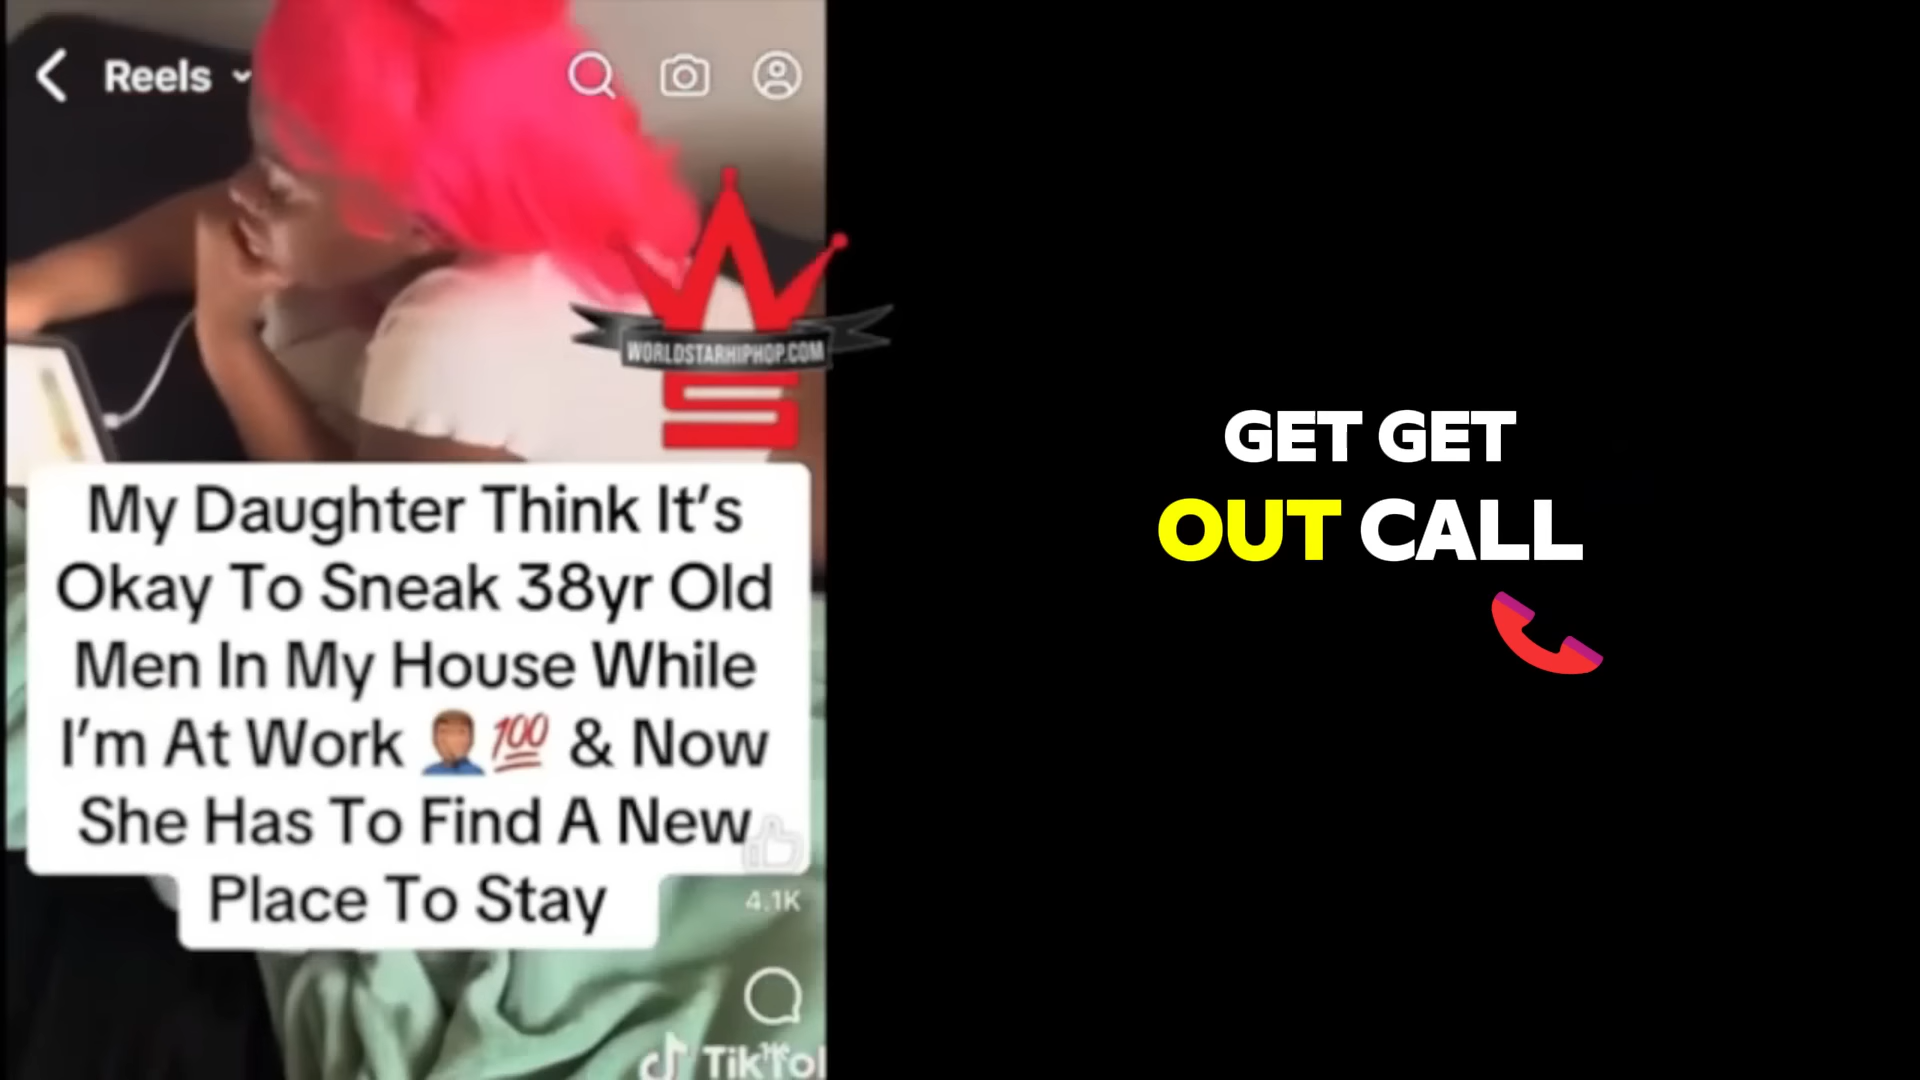 Reels
WORLDSTARHIPHOP.COM
My Daughter Think It's
Okay To Sneak 38yr Old
Men In My House While
I'm At Work 🤦🏽‍♂️💯 & Now
She Has To Find A New
Place To Stay
4.1K
GET GET
OUT CALL